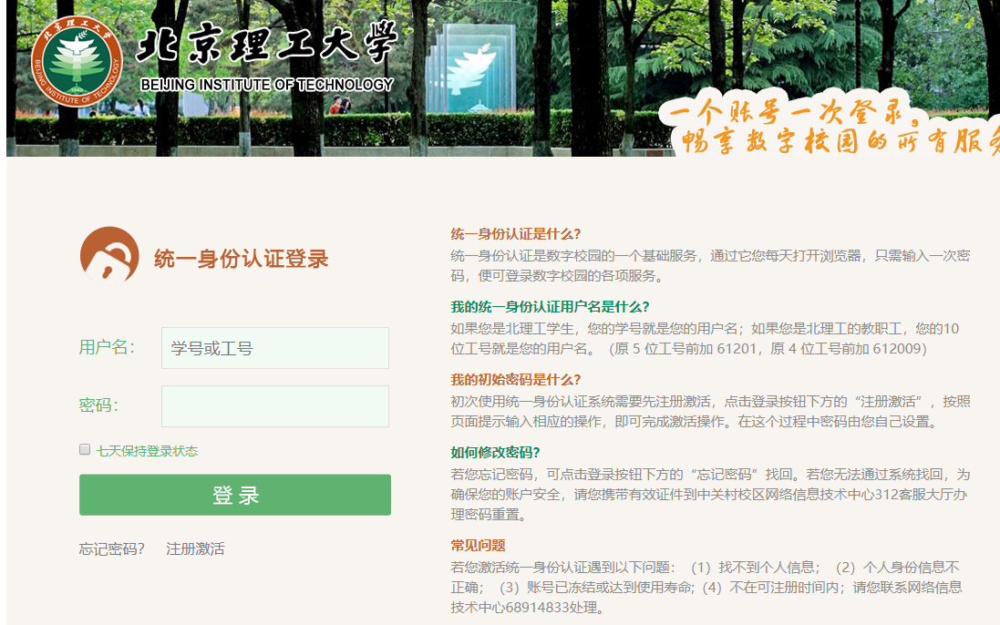 北京理工大学
BEIJING INSTITUTE OF TECHNOLOGY
北京理工大学
BEIJING INSTITUTE OF TECHNOLOGY
1940
一个账号一次登录，
畅享数字校园的所有服务
统一身份认证登录
用户名：
学号或工号
密码：
七天保持登录状态
登 录
忘记密码？ 注册激活
统一身份认证是什么？
统一身份认证是数字校园的一个基础服务，通过它您每天打开浏览器，只需输入一次密
码，便可登录数字校园的各项服务。
我的统一身份认证用户名是什么？
如果您是北理工学生，您的学号就是您的用户名；如果您是北理工的教职工，您的10
位工号就是您的用户名。（原 5 位工号前加 61201，原 4 位工号前加 612009）
我的初始密码是什么？
初次使用统一身份认证系统需要先注册激活，点击登录按钮下方的“注册激活”，按照
页面提示输入相应的操作，即可完成激活操作。在这个过程中密码由您自己设置。
如何修改密码？
若您忘记密码，可点击登录按钮下方的“忘记密码”找回。若您无法通过系统找回，为
确保您的账户安全，请您携带有效证件到中关村校区网络信息技术中心312客服大厅办
理密码重置。
常见问题
若您激活统一身份认证遇到以下问题：（1）找不到个人信息；（2）个人身份信息不
正确；（3）账号已冻结或达到使用寿命;（4）不在可注册时间内；请您联系网络信息
技术中心68914833处理。